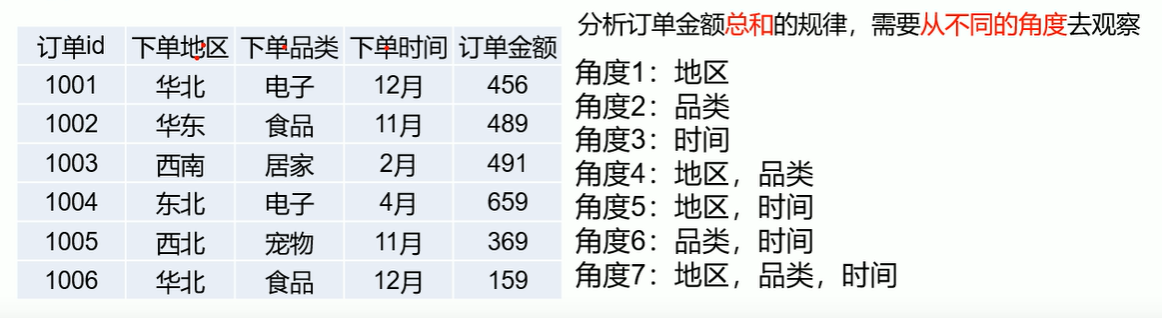 分析订单金额总和的规律，需要从不同的角度去观察
订单id 下单地区 下单品类 下单时间 订单金额
1001 华北 电子 12月 456
1002 华东 食品 11月 489
1003 西南 居家 2月 491
1004 东北 电子 4月 659
1005 西北 宠物 11月 369
1006 华北 食品 12月 159
角度1：地区
角度2：品类
角度3：时间
角度4：地区，品类
角度5：地区，时间
角度6：品类，时间
角度7：地区，品类，时间